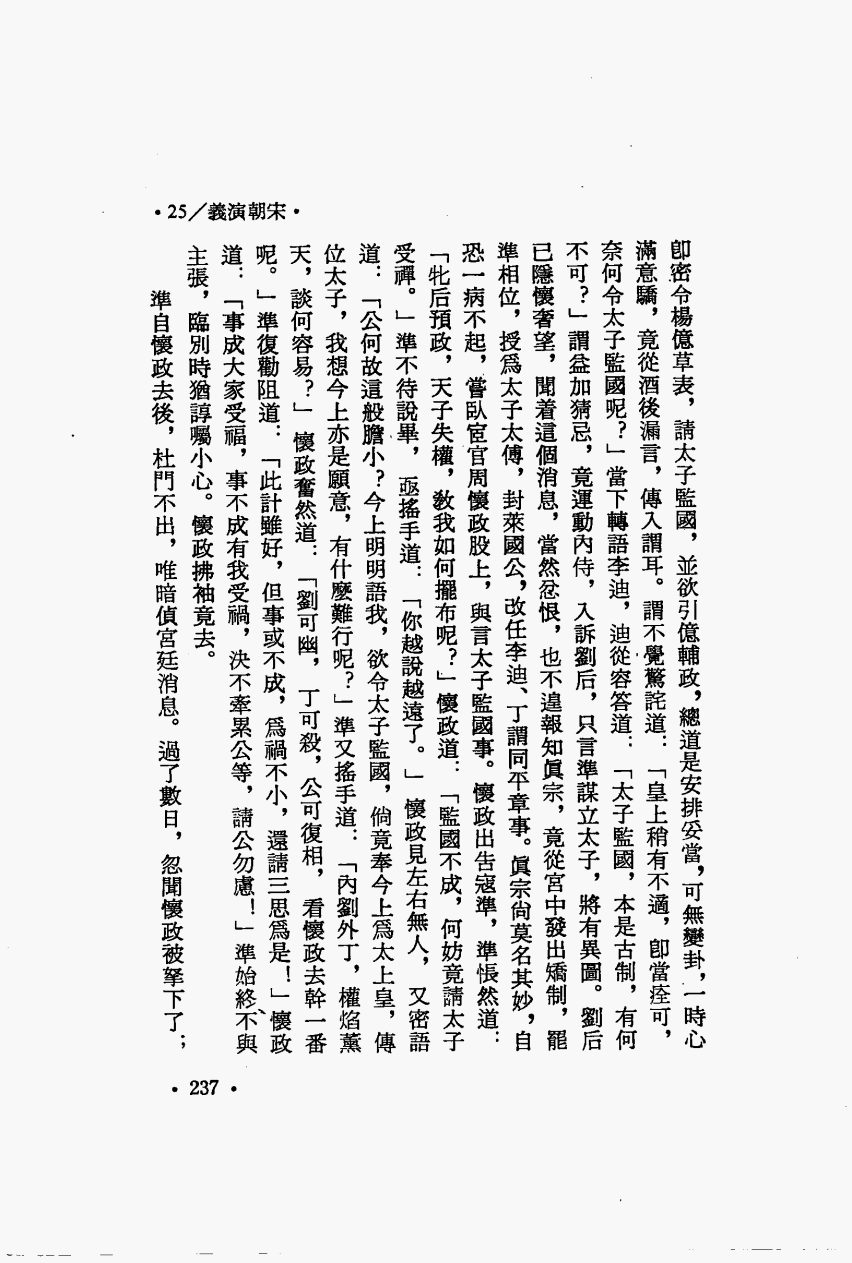 •25／義演朝宋•
卽密令楊億草表，請太子監國，並欲引億輔政，總道是安排妥當，可無變卦，一時心
滿意驕，竟從酒後漏言，傳入謂耳。謂不覺驚詫道：「皇上稍有不適，卽當痊可，
奈何令太子監國呢？」當下轉語李迪，迪從容答道：「太子監國，本是古制，有何
不可？」謂益加猜忌，竟運動內侍，入訴劉后，只言準謀立太子，將有異圖。劉后
已隱懷奢望，聞着這個消息，當然忿恨，也不遑報知眞宗，竟從宮中發出矯制，罷
準相位，授爲太子太傅，封萊國公，改任李迪、丁謂同平章事。眞宗尙莫名其妙，自
恐一病不起，嘗臥宦官周懷政股上，與言太子監國事。懷政出吿寇準，準悵然道：
「牝后預政，天子失權，敎我如何擺布呢？」懷政道：「監國不成，何妨竟請太子
受禪。」準不待說畢，亟搖手道：「你越說越遠了。」懷政見左右無人，又密語
道：「公何故這般膽小？今上明明語我，欲令太子監國，倘竟奉今上爲太上皇，傳
位太子，我想今上亦是願意，有什麼難行呢？」準又搖手道：「內劉外丁，權焰薰
天，談何容易？」懷政奮然道：「劉可幽，丁可殺，公可復相，看懷政去幹一番
呢。」準復勸阻道：「此計雖好，但事或不成，爲禍不小，還請三思爲是！」懷政
道：「事成大家受福，事不成有我受禍，決不牽累公等，請公勿慮！」準始終不與
主張，臨別時猶諄囑小心。懷政拂袖竟去。
準自懷政去後，杜門不出，唯暗偵宮廷消息。過了數日，忽聞懷政被拏下了；
•237•